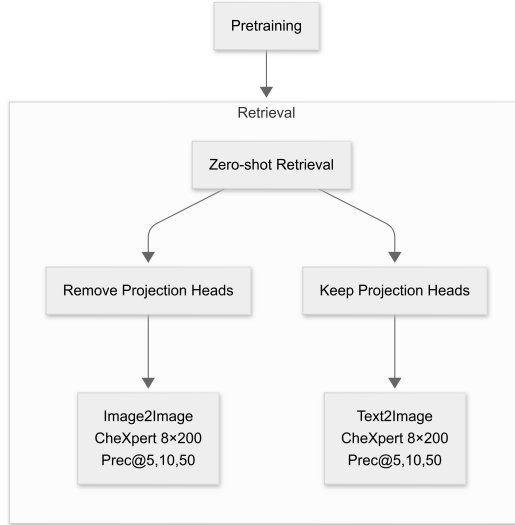 Pretraining
Retrieval
Zero-shot Retrieval
Remove Projection Heads
Keep Projection Heads
Image2Image
CheXpert 8×200
Prec@5,10,50
Text2Image
CheXpert 8×200
Prec@5,10,50